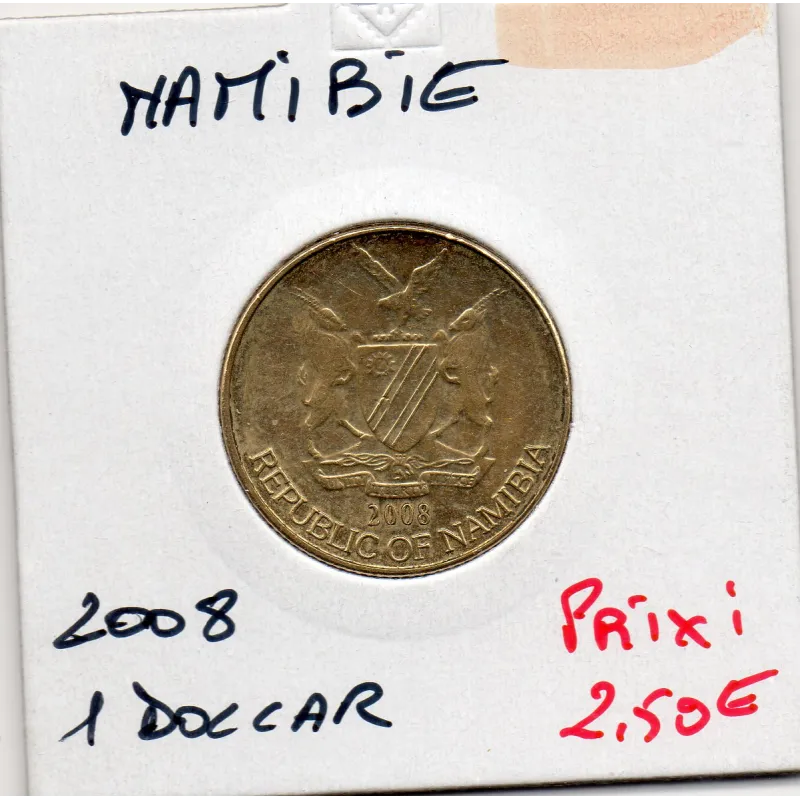 NAMiBiE
REPUBLIC OF NAMIBIA
2008
2008
1 DOLLAR
PRiX i
2,50€